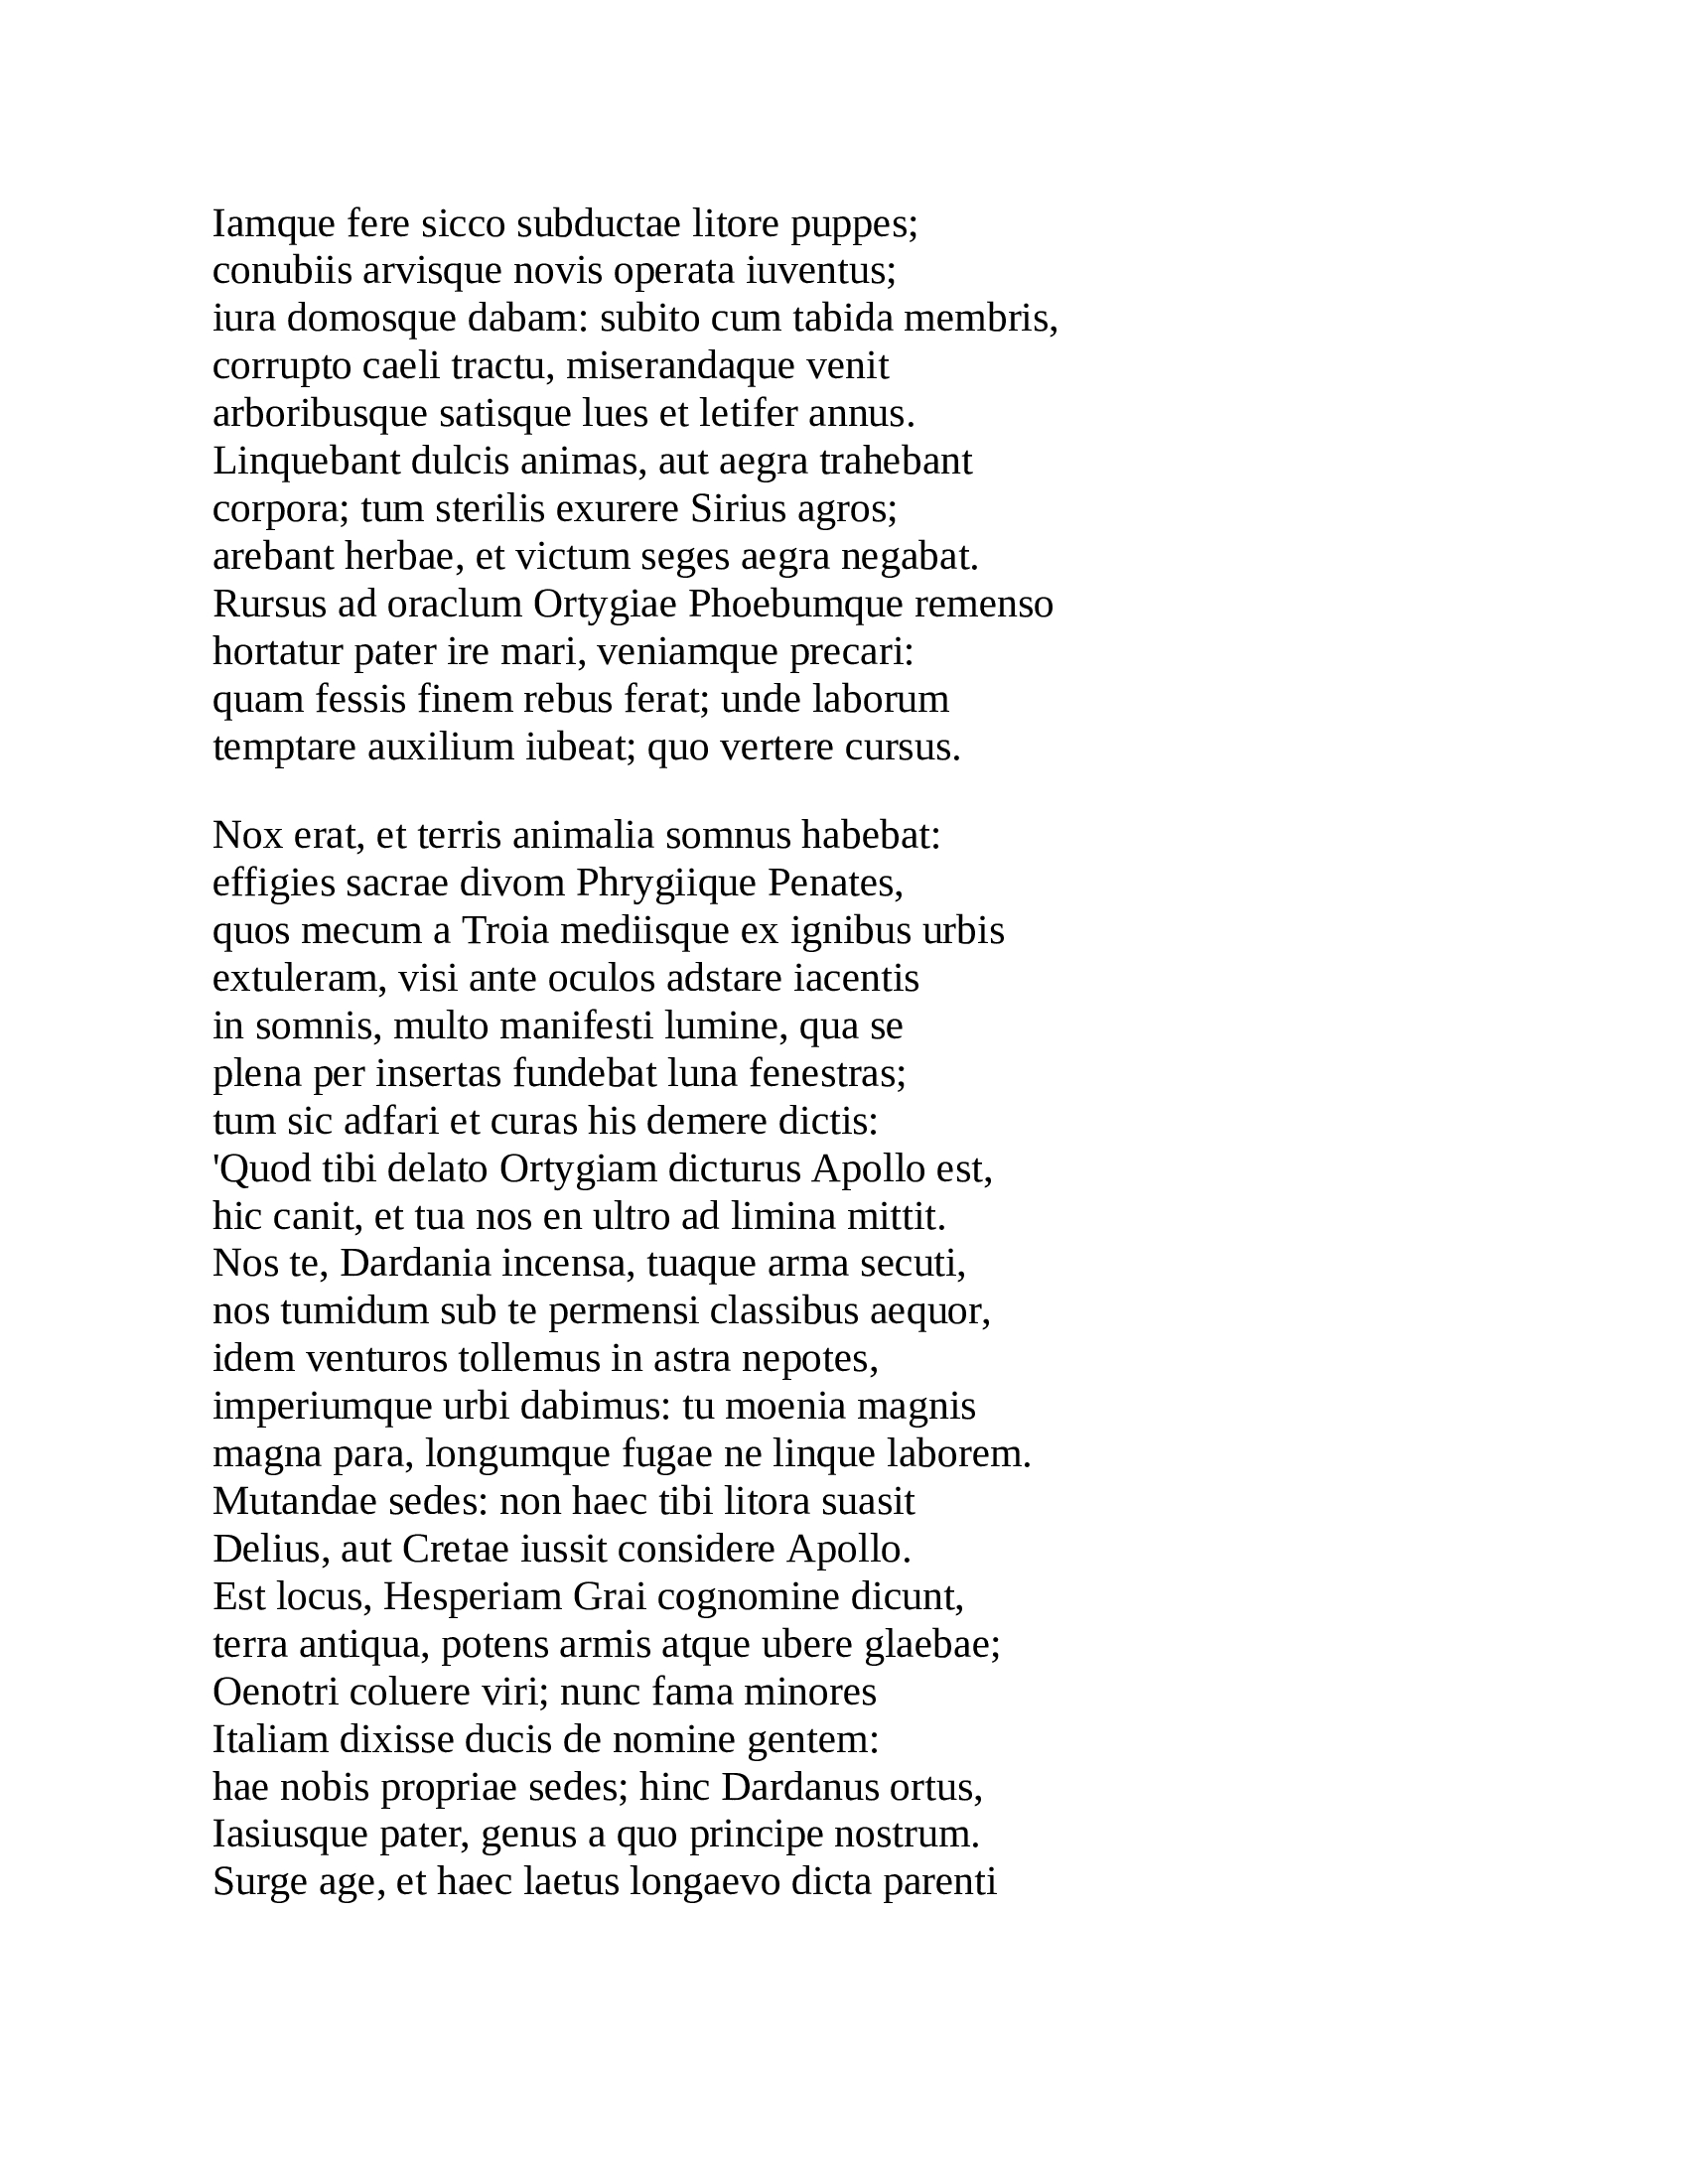 Iamque fere sicco subductae litore puppes;
conubiis arvisque novis operata iuventus;
iura domosque dabam: subito cum tabida membris,
corrupto caeli tractu, miserandaque venit
arboribusque satisque lues et letifer annus.
Linquebant dulcis animas, aut aegra trahebant
corpora; tum sterilis exurere Sirius agros;
arebant herbae, et victum seges aegra negabat.
Rursus ad oraclum Ortygiae Phoebumque remenso
hortatur pater ire mari, veniamque precari:
quam fessis finem rebus ferat; unde laborum
temptare auxilium iubeat; quo vertere cursus.

Nox erat, et terris animalia somnus habebat:
effigies sacrae divom Phrygiique Penates,
quos mecum a Troia mediisque ex ignibus urbis
extuleram, visi ante oculos adstare iacentis
in somnis, multo manifesti lumine, qua se
plena per insertas fundebat luna fenestras;
tum sic adfari et curas his demere dictis:
'Quod tibi delato Ortygiam dicturus Apollo est,
hic canit, et tua nos en ultro ad limina mittit.
Nos te, Dardania incensa, tuaque arma secuti,
nos tumidum sub te permensi classibus aequor,
idem venturos tollemus in astra nepotes,
imperiumque urbi dabimus: tu moenia magnis
magna para, longumque fugae ne linque laborem.
Mutandae sedes: non haec tibi litora suasit
Delius, aut Cretae iussit considere Apollo.
Est locus, Hesperiam Grai cognomine dicunt,
terra antiqua, potens armis atque ubere glaebae;
Oenotri coluere viri; nunc fama minores
Italiam dixisse ducis de nomine gentem:
hae nobis propriae sedes; hinc Dardanus ortus,
Iasiusque pater, genus a quo principe nostrum.
Surge age, et haec laetus longaevo dicta parenti